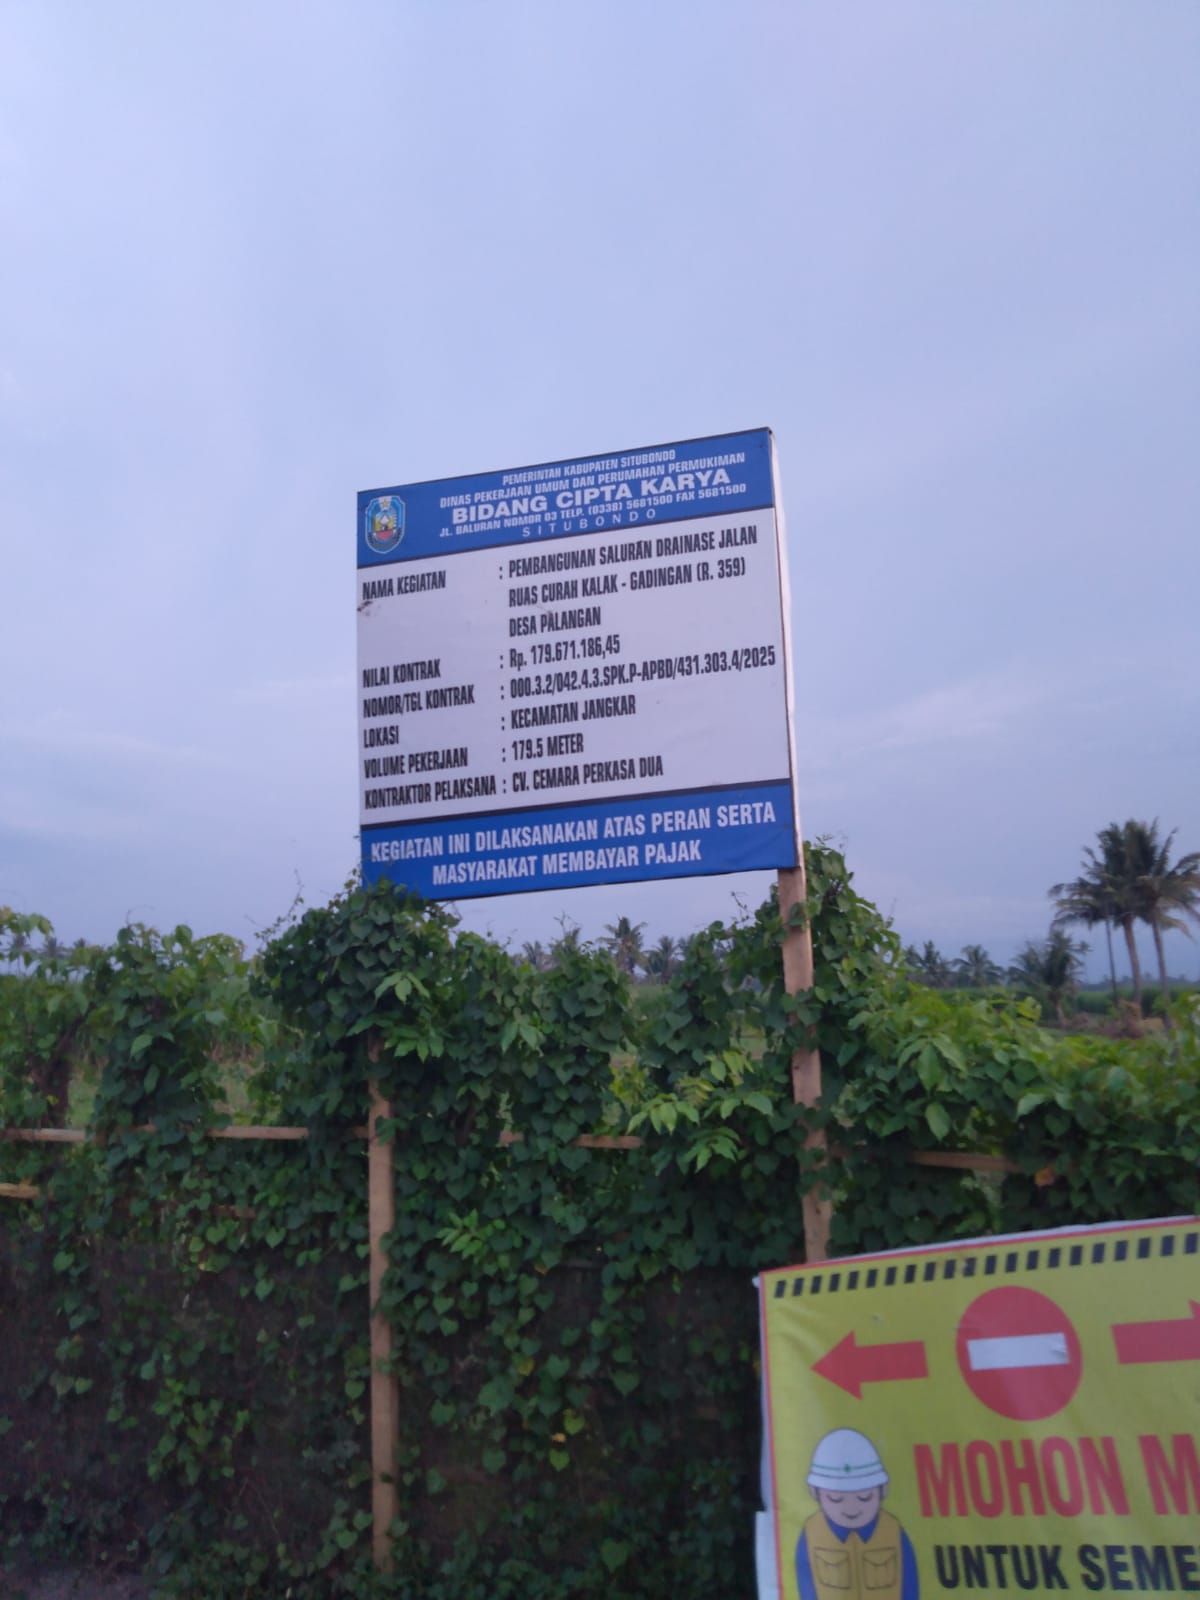 PEMERINTAH KABUPATEN SITUBONDO
DINAS PEKERJAAN UMUM DAN PERUMAHAN PERMUKIMAN
BIDANG CIPTA KARYA
JL. BALURAN NOMOR 83 TELP. (0338) 5681500 FAX 5681500
SITUBONDO
NAMA KEGIATAN : PEMBANGUNAN SALURAN DRAINASE JALAN
RUAS CURAH KALAK - GADINGAN (R. 359)
DESA PALANGAN
NILAI KONTRAK : Rp. 179.671.186,45
NOMOR/TGL KONTRAK : 000.3.2/042.4.3.SPK.P-APBD/431.303.4/2025
LOKASI : KECAMATAN JANGKAR
VOLUME PEKERJAAN : 179.5 METER
KONTRAKTOR PELAKSANA : CV. CEMARA PERKASA DUA
KEGIATAN INI DILAKSANAKAN ATAS PERAN SERTA
MASYARAKAT MEMBAYAR PAJAK
MOHON M
UNTUK SEME